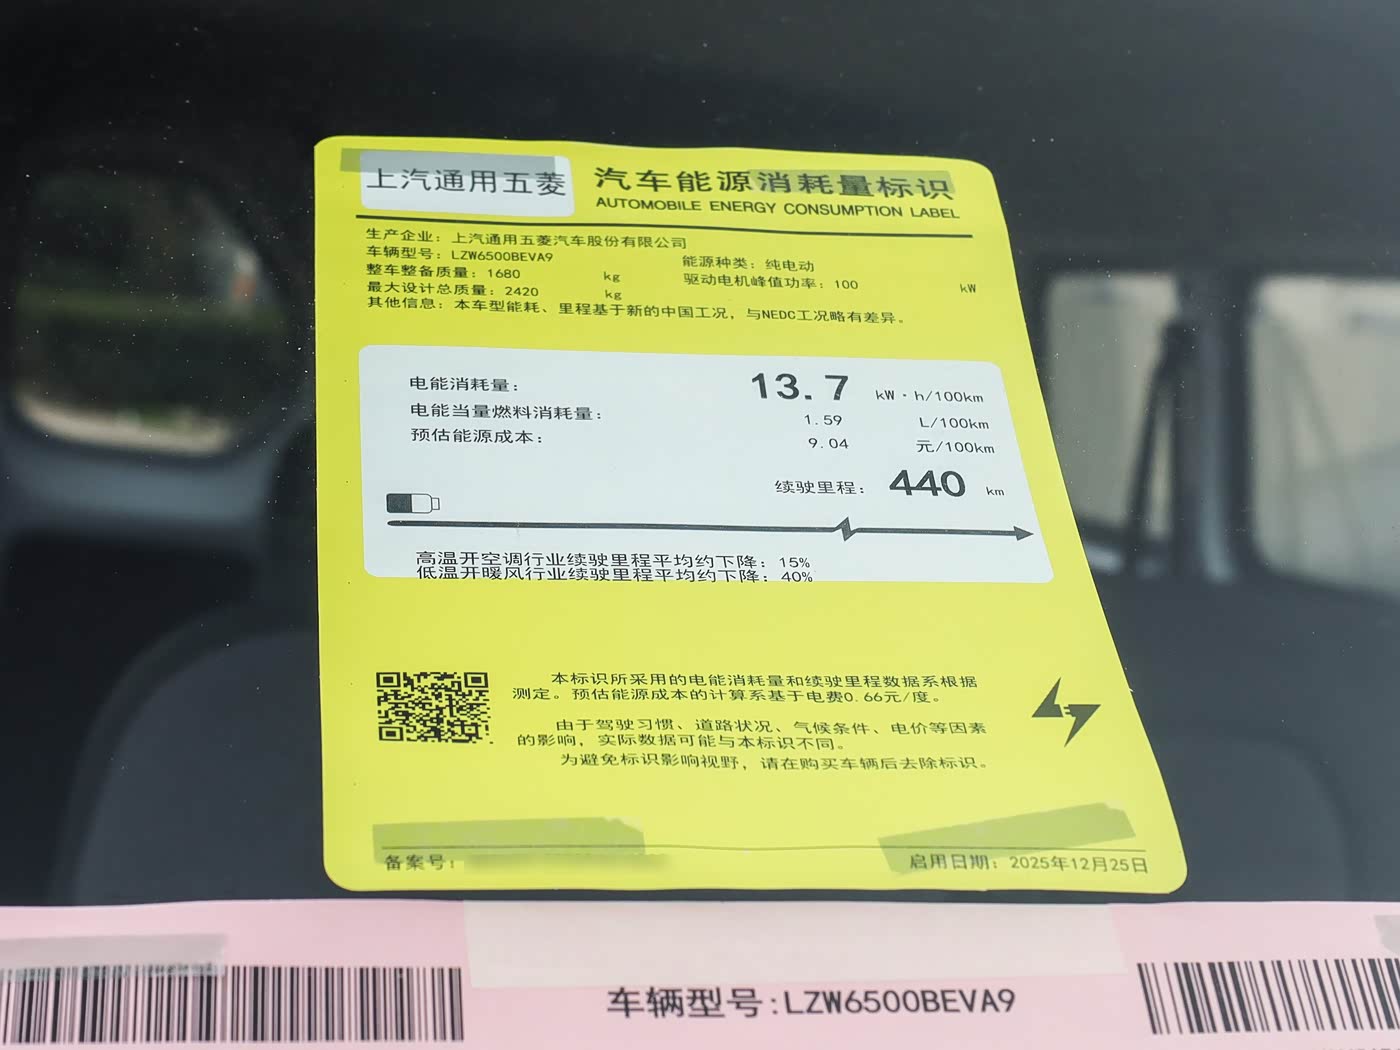 上汽通用五菱
汽车能源消耗量标识
AUTOMOBILE ENERGY CONSUMPTION LABEL
生产企业：上汽通用五菱汽车股份有限公司
车辆型号：LZW6500BEVA9 能源种类：纯电动
整车整备质量：1680 kg 驱动电机峰值功率：100 kW
最大设计总质量：2420 kg
其他信息：本车型能耗、里程基于新的中国工况，与NEDC工况略有差异。
电能消耗量： 13.7 kW·h/100km
电能当量燃料消耗量： 1.59 L/100km
预估能源成本： 9.04 元/100km
续驶里程： 440 km
高温开空调行业续驶里程平均约下降：15%
低温开暖风行业续驶里程平均约下降：40%
本标识所采用的电能消耗量和续驶里程数据系根据
测定。预估能源成本的计算系基于电费0.66元/度。
由于驾驶习惯、道路状况、气候条件、电价等因素
的影响，实际数据可能与本标识不同。
为避免标识影响视野，请在购买车辆后去除标识。
备案号： 启用日期：2025年12月25日
车辆型号:LZW6500BEVA9